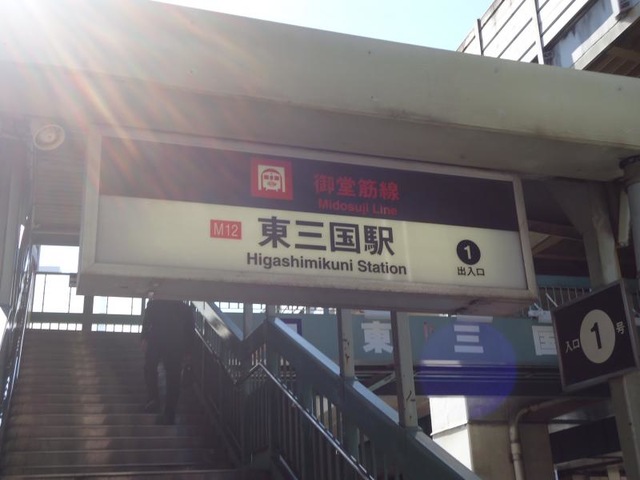 御堂筋線
Midosuji Line
M12 東三国駅
Higashimikuni Station
1
出入口
入口 1 号
東 三 国